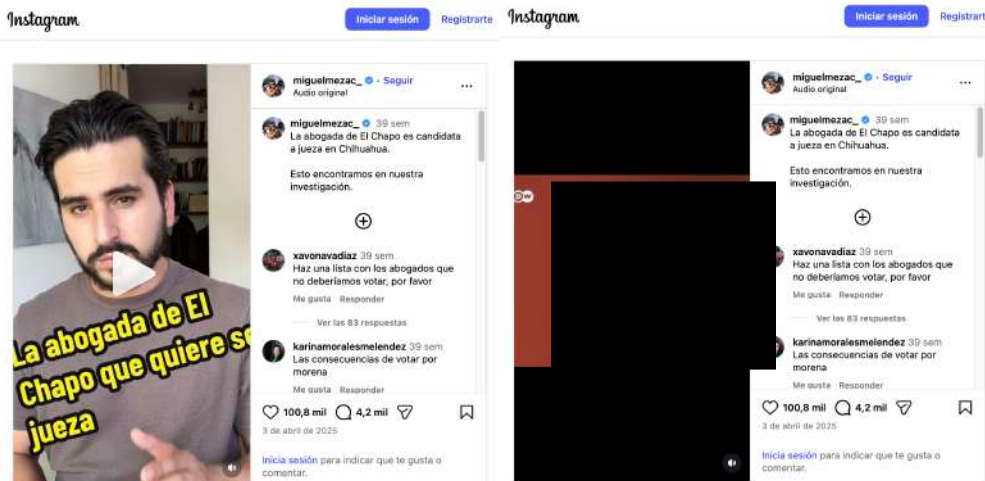 Instagram
Iniciar sesión
Registrarte
miguelmezac_ · Seguir
Audio original
miguelmezac_ 39 sem
La abogada de El Chapo es candidata
a jueza en Chihuahua.
Esto encontramos en nuestra
investigación.
xavonavadiaz 39 sem
Haz una lista con los abogados que
no deberíamos votar, por favor
Me gusta Responder
Ver las 83 respuestas
karinamoralesmelendez 39 sem
Las consecuencias de votar por
morena
Me gusta Responder
100,8 mil 4,2 mil
3 de abril de 2025
Inicia sesión para indicar que te gusta o
comentar.
La abogada de El
Chapo que quiere se
jueza
Instagram
Iniciar sesión
Registrart
miguelmezac_ · Seguir
Audio original
miguelmezac_ 39 sem
La abogada de El Chapo es candidata
a jueza en Chihuahua.
Esto encontramos en nuestra
investigación.
xavonavadiaz 39 sem
Haz una lista con los abogados que
no deberíamos votar, por favor
Me gusta Responder
Ver las 83 respuestas
karinamoralesmelendez 39 sem
Las consecuencias de votar por
morena
Me gusta Responder
100,8 mil 4,2 mil
3 de abril de 2025
Inicia sesión para indicar que te gusta o
comentar.
DW